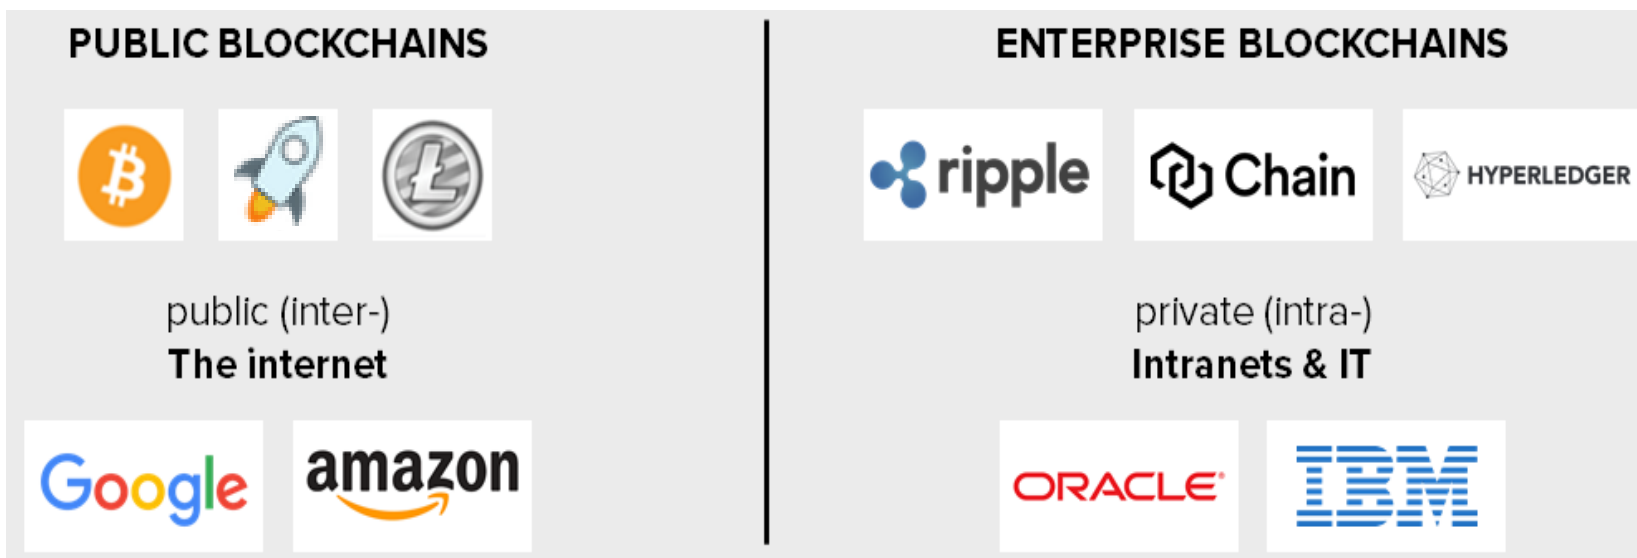 PUBLIC BLOCKCHAINS
public (inter-)
The internet
Google
amazon
ENTERPRISE BLOCKCHAINS
ripple
Chain
HYPERLEDGER
private (intra-)
Intranets & IT
ORACLE®
IBM